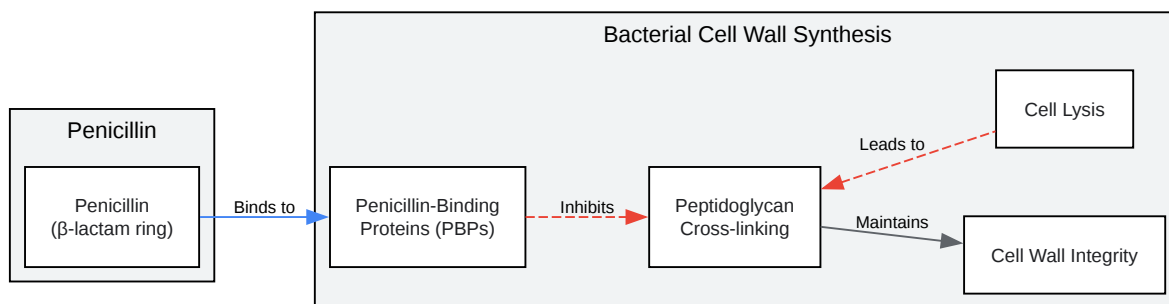 Bacterial Cell Wall Synthesis
Penicillin
Penicillin
(β-lactam ring)
Binds to
Penicillin-Binding
Proteins (PBPs)
Inhibits
Peptidoglycan
Cross-linking
Leads to
Cell Lysis
Maintains
Cell Wall Integrity